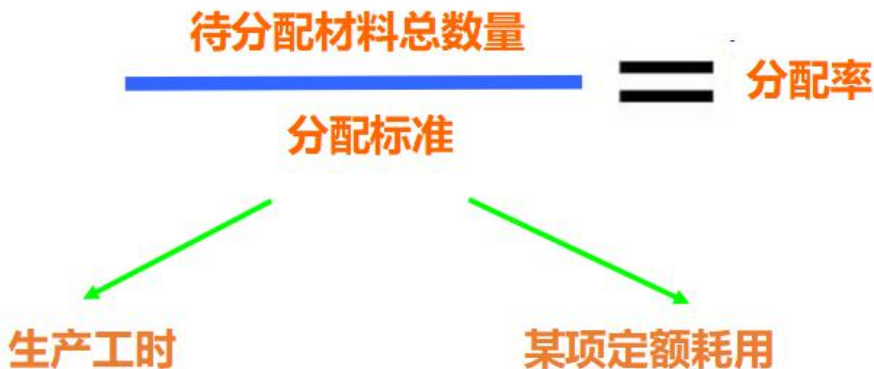 待分配材料总数量
分配率
分配标准
生产工时
某项定额耗用